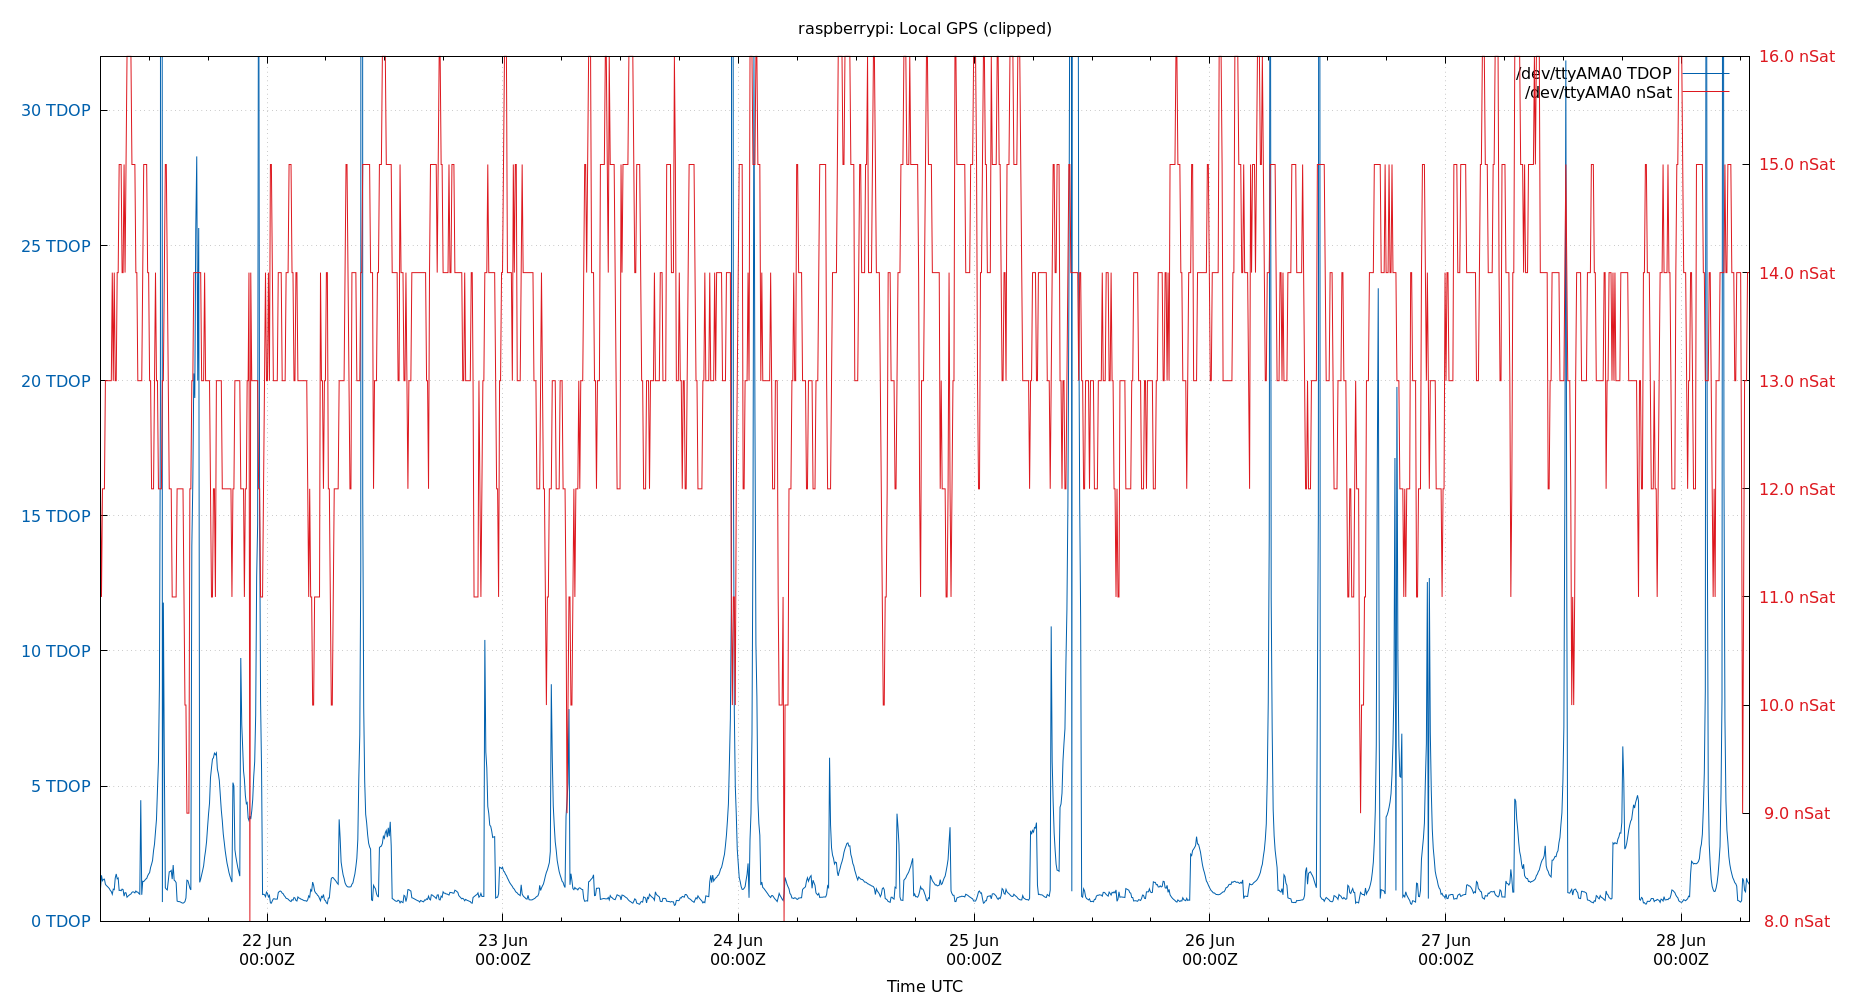 raspberrypi: Local GPS (clipped)
/dev/ttyAMA0 TDOP
/dev/ttyAMA0 nSat
30 TDOP
25 TDOP
20 TDOP
15 TDOP
10 TDOP
5 TDOP
0 TDOP
16.0 nSat
15.0 nSat
14.0 nSat
13.0 nSat
12.0 nSat
11.0 nSat
10.0 nSat
9.0 nSat
8.0 nSat
22 Jun
00:00Z
23 Jun
00:00Z
24 Jun
00:00Z
25 Jun
00:00Z
26 Jun
00:00Z
27 Jun
00:00Z
28 Jun
00:00Z
Time UTC